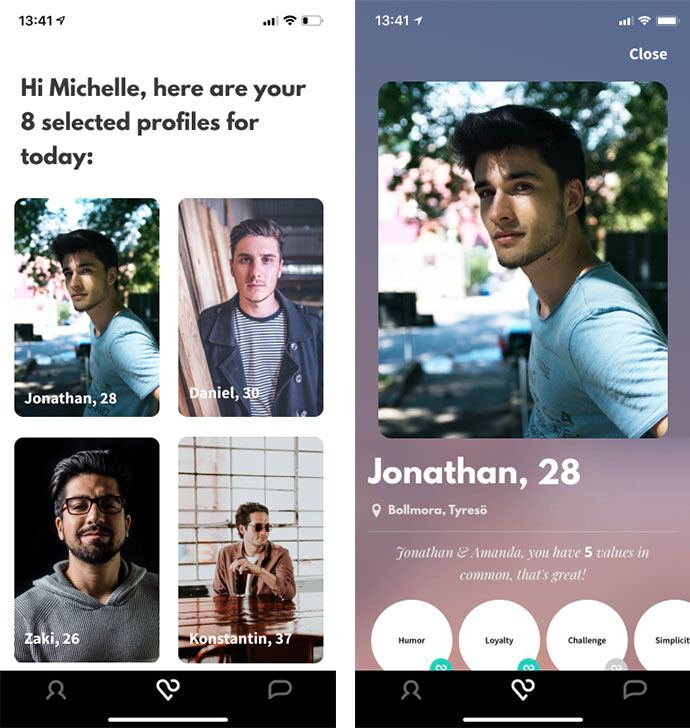 13:41
Hi Michelle, here are your
8 selected profiles for
today:
Jonathan, 28
Daniel, 30
Zaki, 26
Konstantin, 37
13:41
Close
Jonathan, 28
Bollmora, Tyresö
Jonathan & Amanda, you have 5 values in
common, that's great!
Humor
Loyalty
Challenge
Simplicit